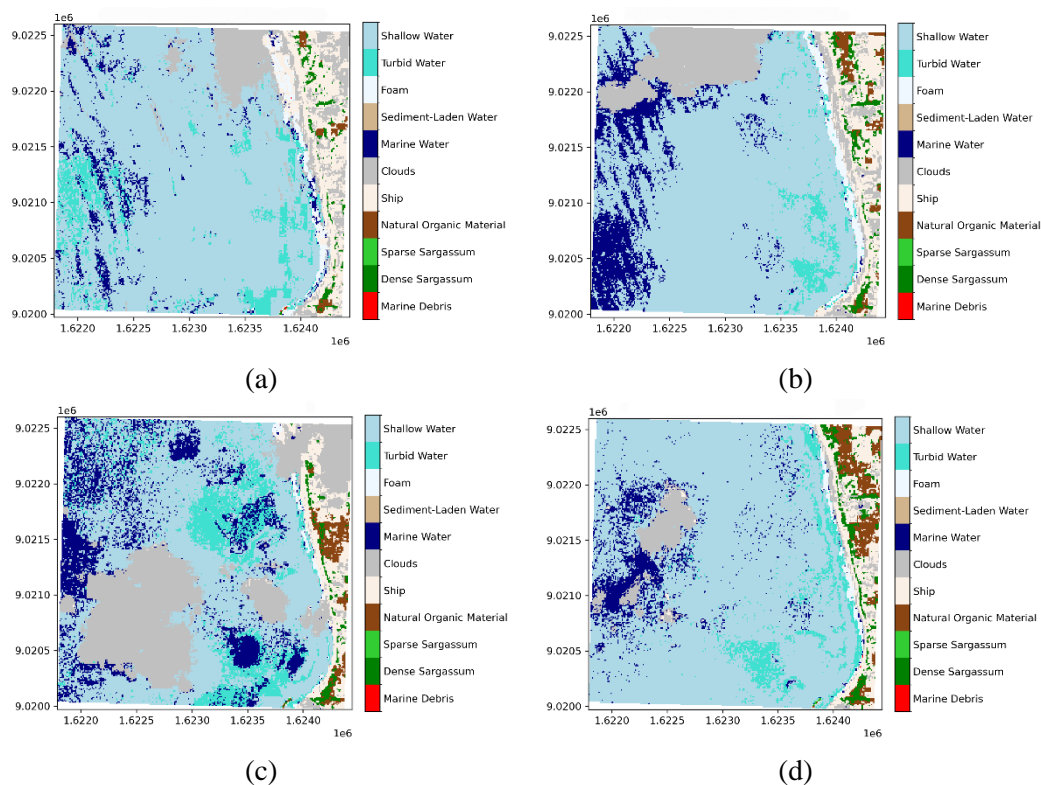 1e6
9.0225
9.0220
9.0215
9.0210
9.0205
9.0200
1.6220 1.6225 1.6230 1.6235 1.6240
1e6
Shallow Water
Turbid Water
Foam
Sediment-Laden Water
Marine Water
Clouds
Ship
Natural Organic Material
Sparse Sargassum
Dense Sargassum
Marine Debris
(a)
1e6
9.0225
9.0220
9.0215
9.0210
9.0205
9.0200
1.6220 1.6225 1.6230 1.6235 1.6240
1e6
Shallow Water
Turbid Water
Foam
Sediment-Laden Water
Marine Water
Clouds
Ship
Natural Organic Material
Sparse Sargassum
Dense Sargassum
Marine Debris
(b)
1e6
9.0225
9.0220
9.0215
9.0210
9.0205
9.0200
1.6220 1.6225 1.6230 1.6235 1.6240
1e6
Shallow Water
Turbid Water
Foam
Sediment-Laden Water
Marine Water
Clouds
Ship
Natural Organic Material
Sparse Sargassum
Dense Sargassum
Marine Debris
(c)
1e6
9.0225
9.0220
9.0215
9.0210
9.0205
9.0200
1.6220 1.6225 1.6230 1.6235 1.6240
1e6
Shallow Water
Turbid Water
Foam
Sediment-Laden Water
Marine Water
Clouds
Ship
Natural Organic Material
Sparse Sargassum
Dense Sargassum
Marine Debris
(d)